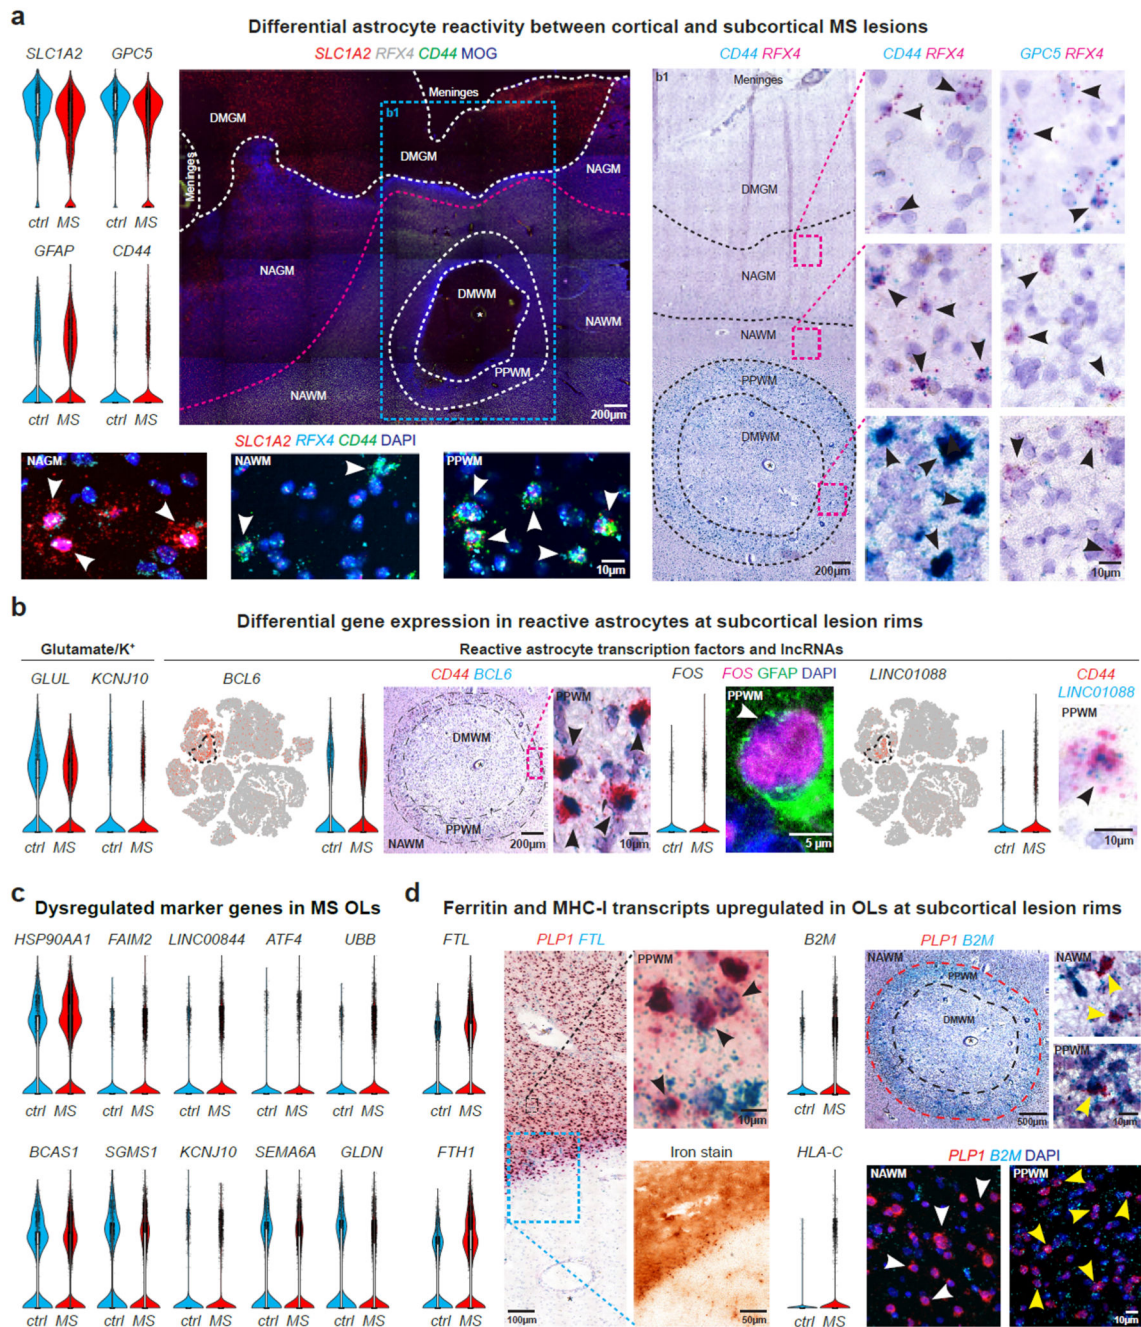 a
Differential astrocyte reactivity between cortical and subcortical MS lesions
SLC1A2 GPC5
ctrl MS ctrl MS
GFAP CD44
ctrl MS ctrl MS
SLC1A2 RFX4 CD44 MOG
Meninges
b1
DMGM
Meninges
DMGM
NAGM
NAGM
DMWM
*
NAWM
PPWM
NAWM
200µm
SLC1A2 RFX4 CD44 DAPI
NAGM
NAWM
PPWM
10µm
CD44 RFX4
b1
Meninges
DMGM
NAGM
NAWM
PPWM
DMWM
*
200µm
CD44 RFX4
GPC5 RFX4
10µm
b
Differential gene expression in reactive astrocytes at subcortical lesion rims
Glutamate/K+
Reactive astrocyte transcription factors and lncRNAs
GLUL KCNJ10
ctrl MS ctrl MS
BCL6
ctrl MS
CD44 BCL6
DMWM
*
PPWM
NAWM
200µm
PPWM
10µm
FOS
ctrl MS
FOS GFAP DAPI
PPWM
5 µm
LINC01088
ctrl MS
CD44
LINC01088
PPWM
10µm
c
Dysregulated marker genes in MS OLs
HSP90AA1 FAIM2 LINC00844 ATF4 UBB
ctrl MS ctrl MS ctrl MS ctrl MS ctrl MS
BCAS1 SGMS1 KCNJ10 SEMA6A GLDN
ctrl MS ctrl MS ctrl MS ctrl MS ctrl MS
d
Ferritin and MHC-I transcripts upregulated in OLs at subcortical lesion rims
FTL
ctrl MS
FTH1
ctrl MS
PLP1 FTL
*
100µm
PPWM
10µm
Iron stain
50µm
B2M
ctrl MS
HLA-C
ctrl MS
PLP1 B2M
NAWM
PPWM
DMWM
*
500µm
NAWM
PPWM
10µm
PLP1 B2M DAPI
NAWM
PPWM
10µm